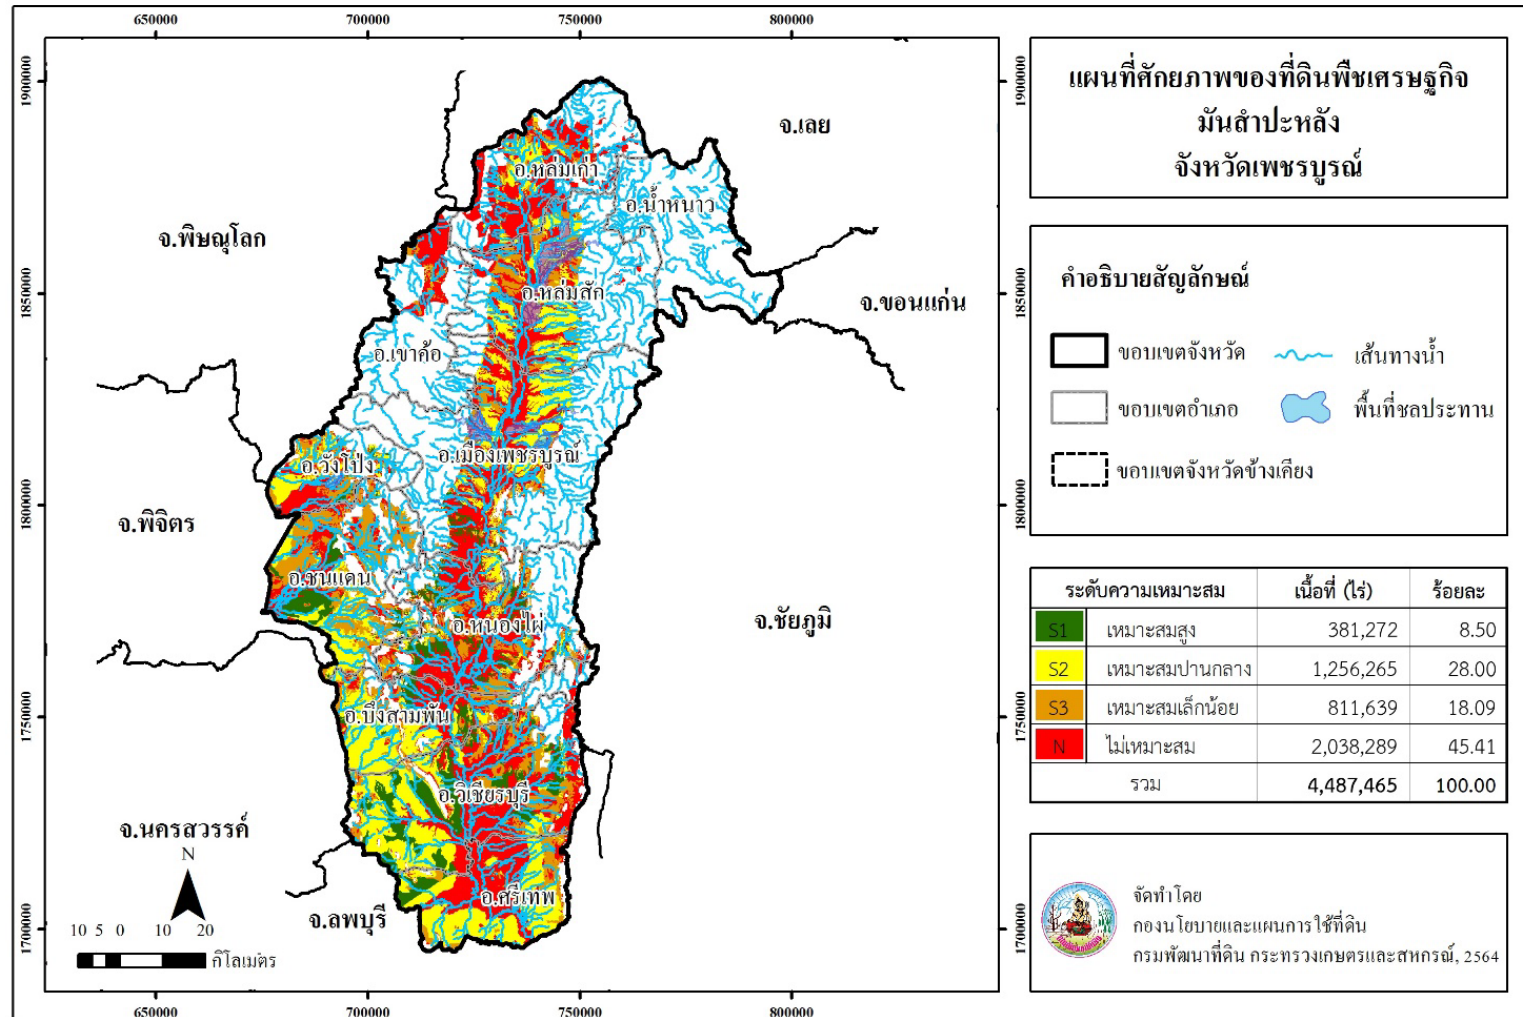 650000 700000 750000 800000
1900000
1850000
1800000
1750000
1700000
จ.เลย
อ.หล่มเก่า
อ.น้ำหนาว
จ.พิษณุโลก
อ.หล่มสัก
จ.ขอนแก่น
อ.เขาค้อ
อ.เมืองเพชรบูรณ์
อ.วังโป่ง
จ.พิจิตร
อ.ชนแดน
อ.หนองไผ่
จ.ชัยภูมิ
อ.บึงสามพัน
อ.วิเชียรบุรี
จ.นครสวรรค์
อ.ศรีเทพ
จ.ลพบุรี
N
10 5 0 10 20
กิโลเมตร
1900000
1850000
1800000
1750000
1700000
650000 700000 750000 800000
แผนที่ศักยภาพของที่ดินพืชเศรษฐกิจ
มันสำปะหลัง
จังหวัดเพชรบูรณ์
คำอธิบายสัญลักษณ์
ขอบเขตจังหวัด เส้นทางน้ำ
ขอบเขตอำเภอ พื้นที่ชลประทาน
ขอบเขตจังหวัดข้างเคียง
ระดับความเหมาะสม เนื้อที่ (ไร่) ร้อยละ
S1 เหมาะสมสูง 381,272 8.50
S2 เหมาะสมปานกลาง 1,256,265 28.00
S3 เหมาะสมเล็กน้อย 811,639 18.09
N ไม่เหมาะสม 2,038,289 45.41
รวม 4,487,465 100.00
จัดทำโดย
กองนโยบายและแผนการใช้ที่ดิน
กรมพัฒนาที่ดิน กระทรวงเกษตรและสหกรณ์, 2564